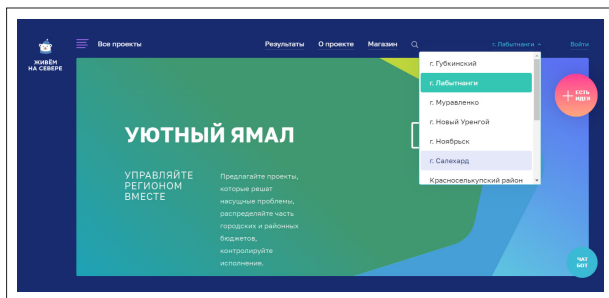 ЖИВЁМ
НА СЕВЕРЕ
Все проекты
Результаты
О проекте
Магазин
г. Лабытнанги
Войти
г. Губкинский
г. Лабытнанги
г. Муравленко
г. Новый Уренгой
г. Ноябрьск
г. Салехард
Красноселькупский район
ЕСТЬ
ИДЕЯ
УЮТНЫЙ ЯМАЛ
УПРАВЛЯЙТЕ
РЕГИОНОМ
ВМЕСТЕ
Предлагайте проекты,
которые решат
насущные проблемы,
распределяйте часть
городских и районных
бюджетов,
контролируйте
исполнение.
ЧАТ
БОТ